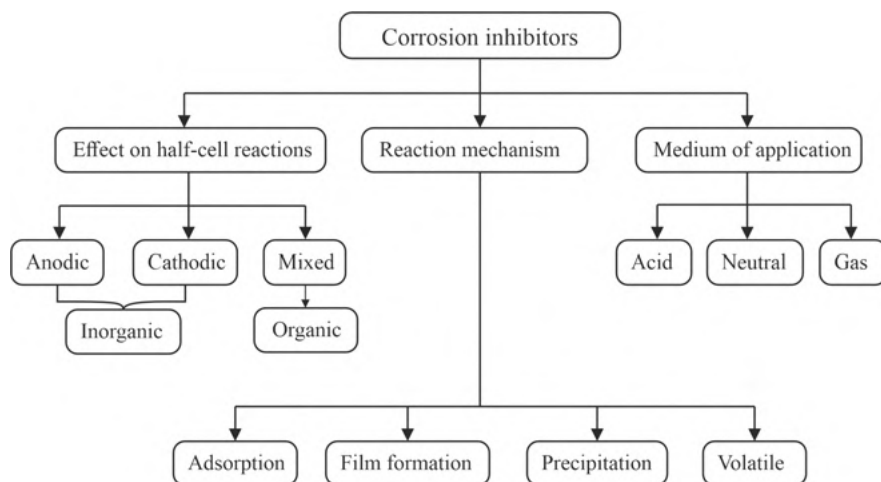 Corrosion inhibitors
Effect on half-cell reactions
Reaction mechanism
Medium of application
Anodic
Cathodic
Mixed
Acid
Neutral
Gas
Inorganic
Organic
Adsorption
Film formation
Precipitation
Volatile